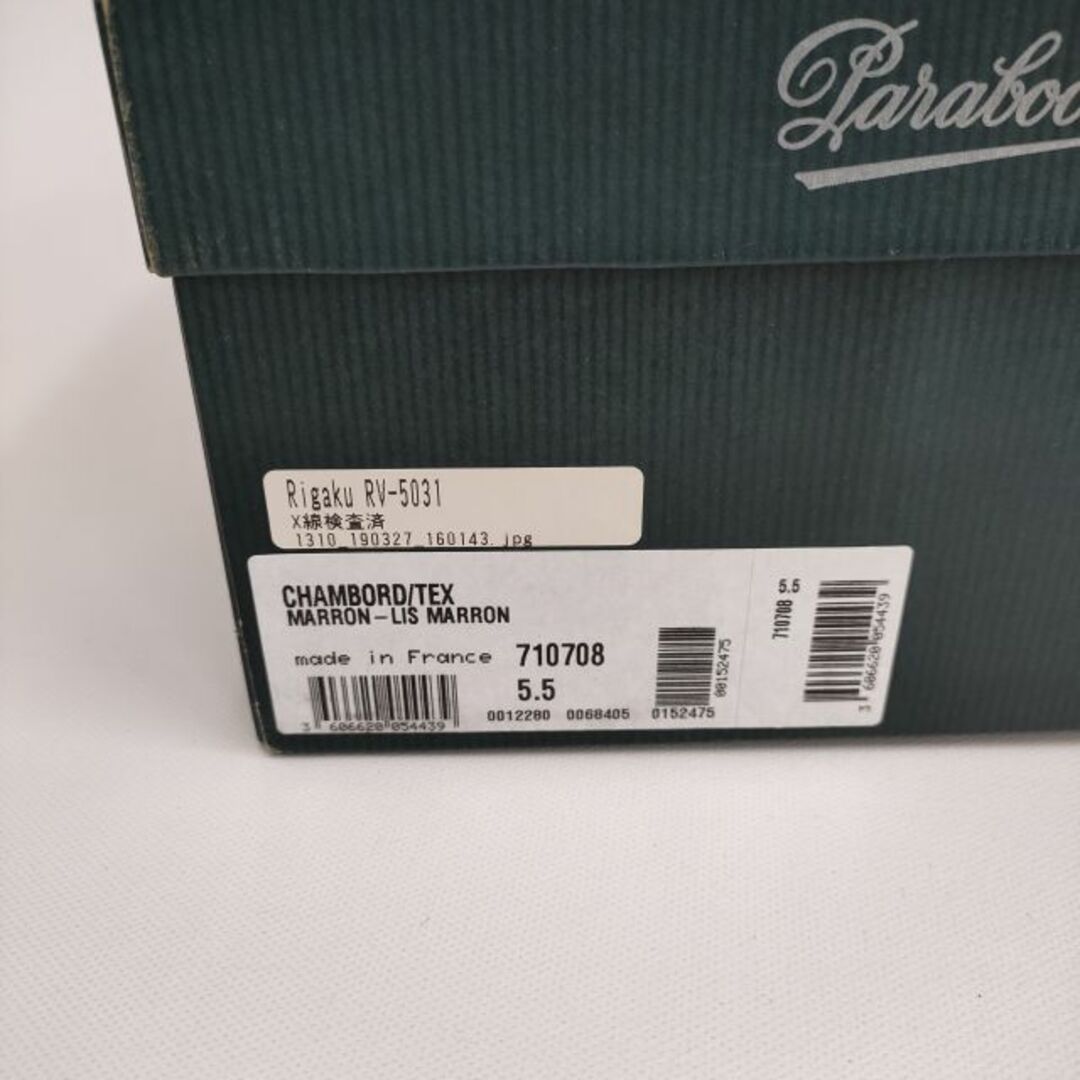 Paraboo
Rigaku RV-5031
X線検査済
1310_190327_160143.jpg
CHAMBORD/TEX
MARRON-LIS MARRON
made in France 710708
5.5
3 606620 054439
0012280 0068405 0152475
00152475
5.5
710708
3 606620 054439